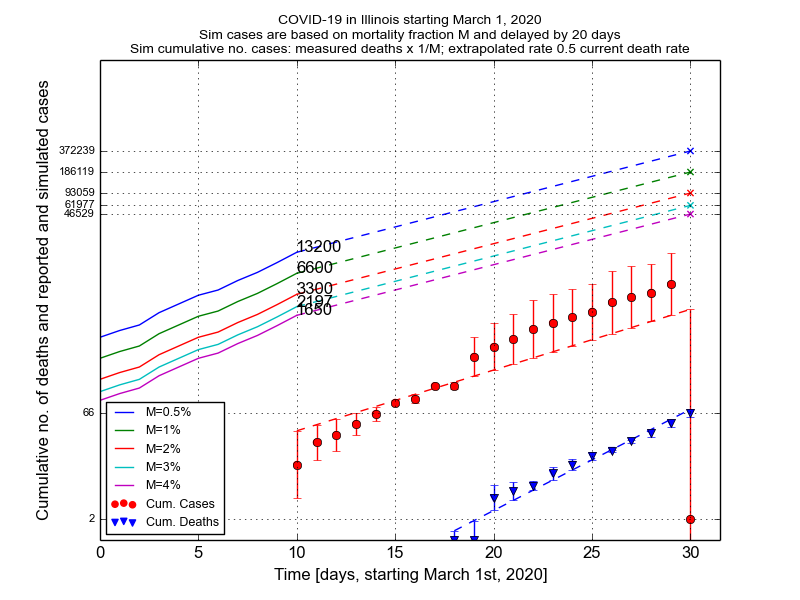 COVID-19 in Illinois starting March 1, 2020
Sim cases are based on mortality fraction M and delayed by 20 days
Sim cumulative no. cases: measured deaths x 1/M; extrapolated rate 0.5 current death rate
Cumulative no. of deaths and reported and simulated cases
372239
186119
93059
61977
46529
66
2
13200
6600
3300
2197
1650
M=0.5%
M=1%
M=2%
M=3%
M=4%
Cum. Cases
Cum. Deaths
0 5 10 15 20 25 30
Time [days, starting March 1st, 2020]